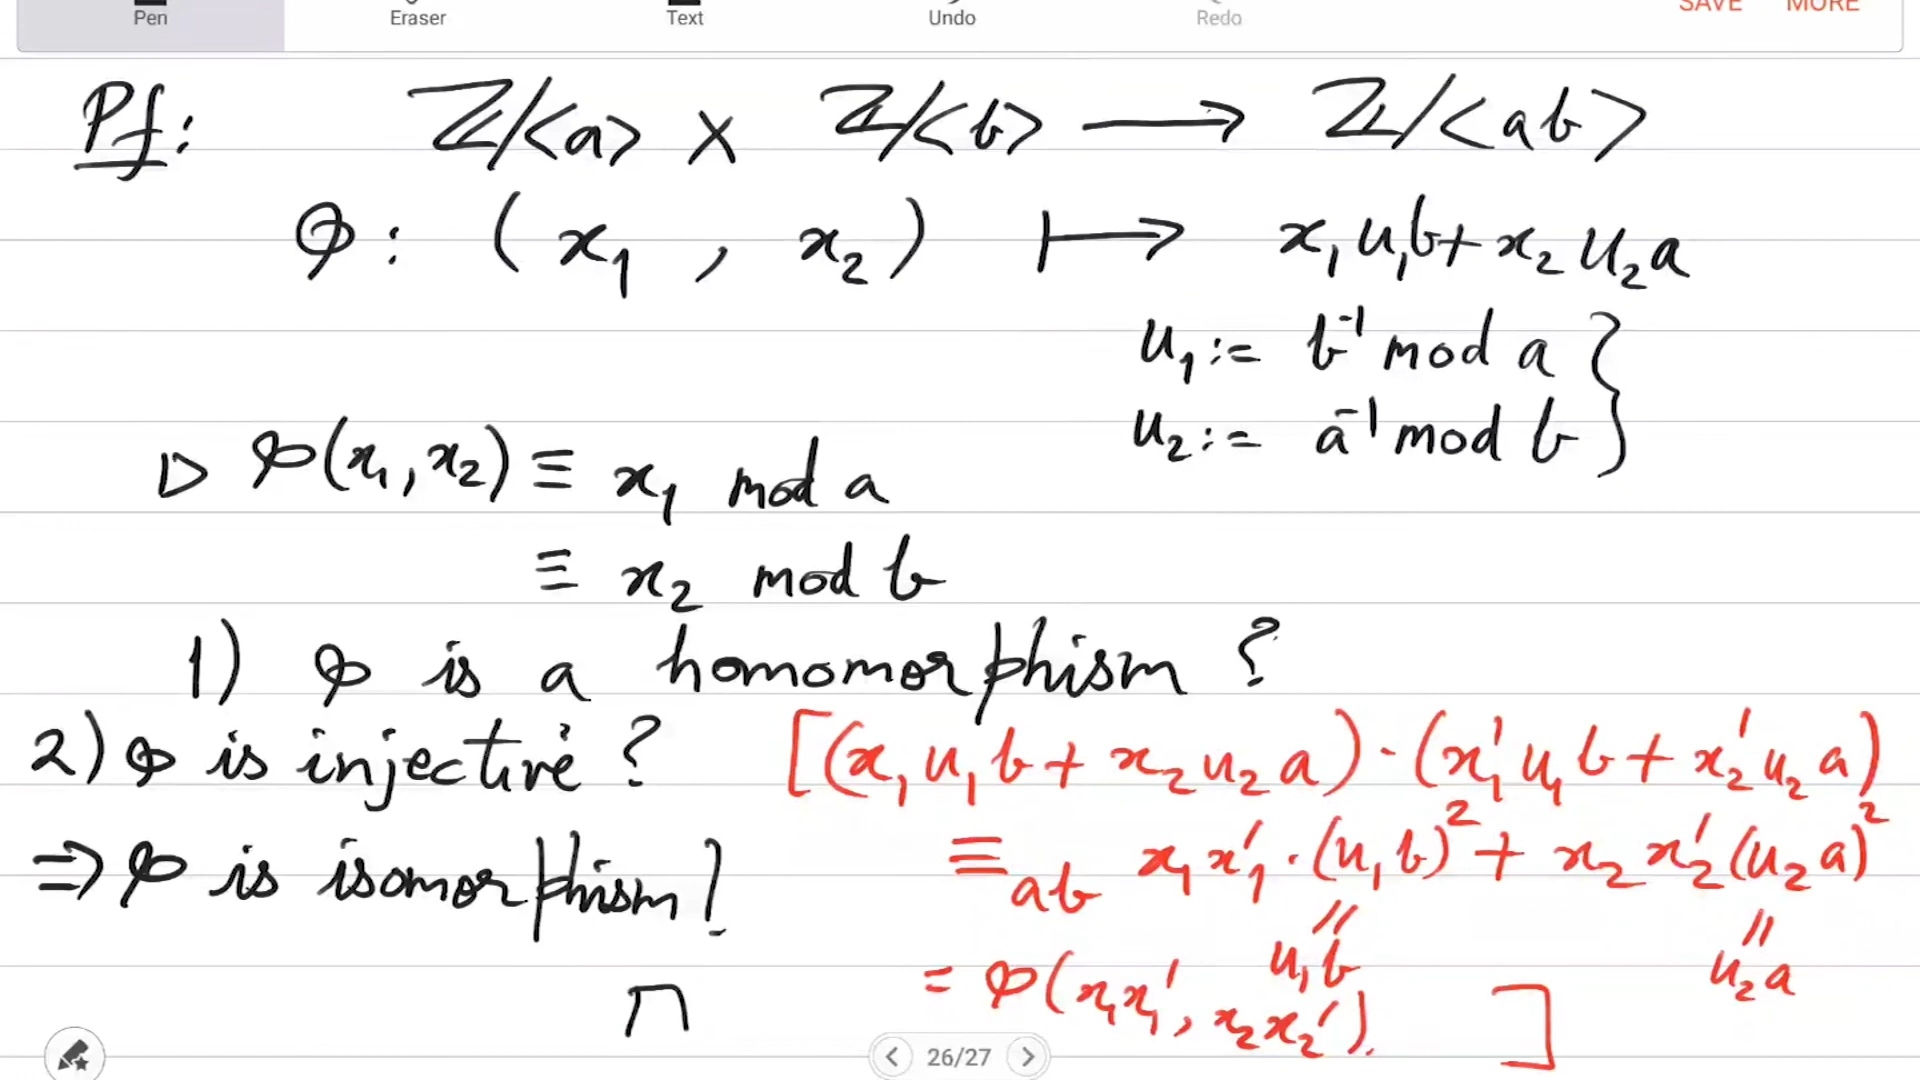 Pen Eraser Text Undo Redo SAVE MORE
Pf: ℤ/<a> × ℤ/<b> ⟶ ℤ/<ab>
φ: (x₁, x₂) ⟼ x₁u₁b + x₂u₂a
u₁ := b⁻¹ mod a }
u₂ := a⁻¹ mod b
▷ φ(x₁, x₂) ≡ x₁ mod a
≡ x₂ mod b
1) φ is a homomorphism?
2) φ is injective? [(x₁u₁b + x₂u₂a)·(x₁'u₁b + x₂'u₂a)
⇒ φ is isomorphism! ≡_ab x₁x₁'·(u₁b)² + x₂x₂'(u₂a)²
〃 u₁b 〃 u₂a
= φ(x₁x₁', x₂x₂'). ]
26/27